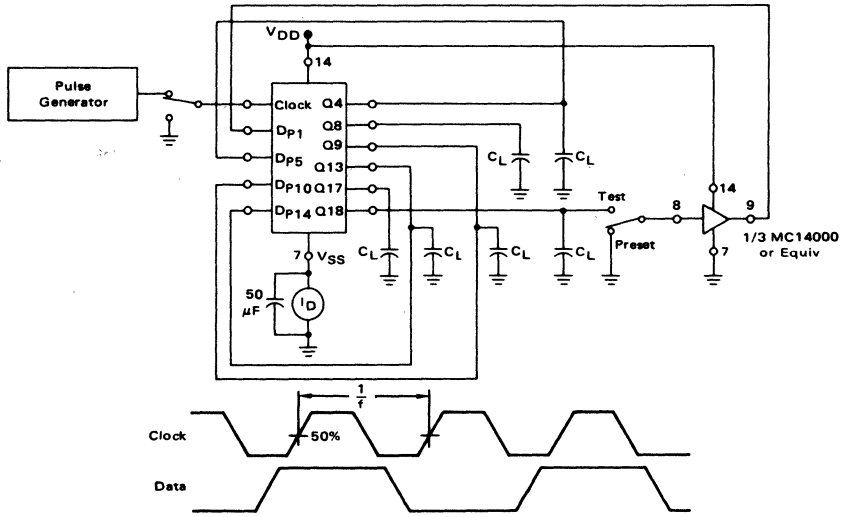 VDD
14
Pulse
Generator
Clock
Q4
DP1
Q8
Q9
DP5
Q13
DP10
Q17
DP14
Q18
CL
CL
Test
8
14
9
Preset
7
1/3 MC14000
or Equiv
7
VSS
CL
CL
CL
CL
50
µF
ID
1
f
Clock
50%
Data